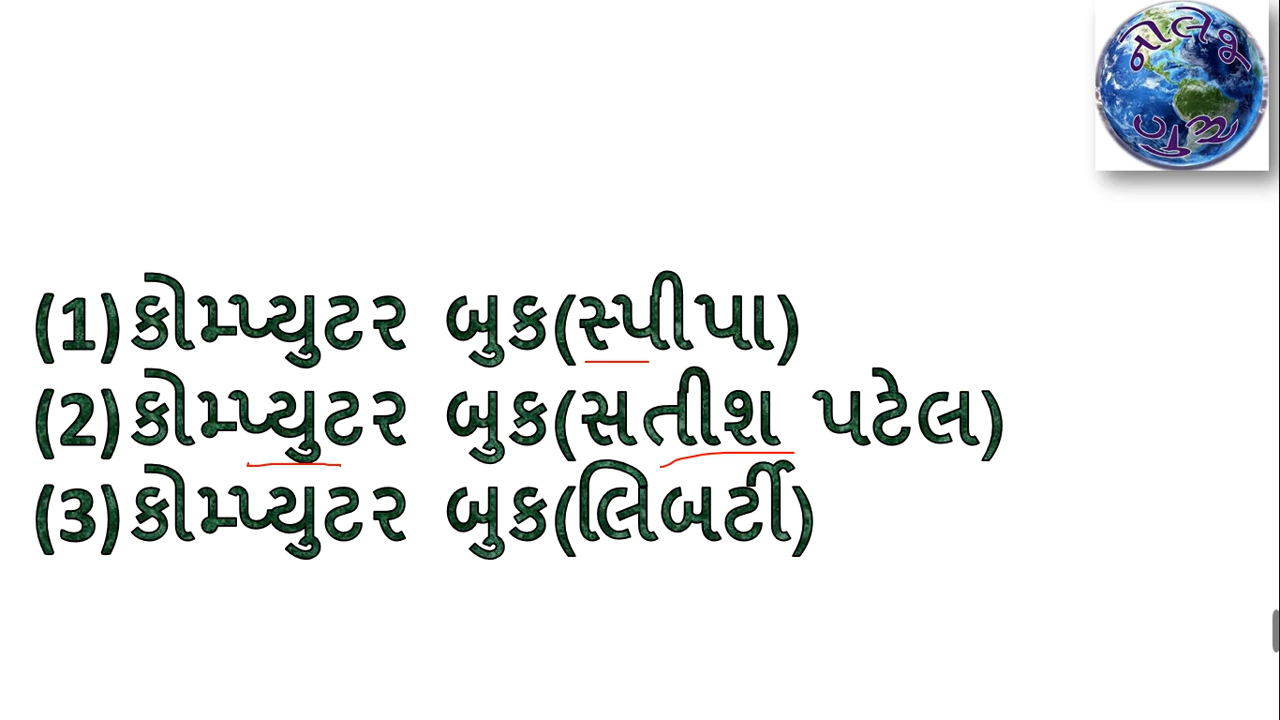 નોલેજ
ગુરુ
(1)કોમ્પ્યુટર બુક(સ્પીપા)
(2)કોમ્પ્યુટર બુક(સતીશ પટેલ)
(3)કોમ્પ્યુટર બુક(લિબર્ટી)